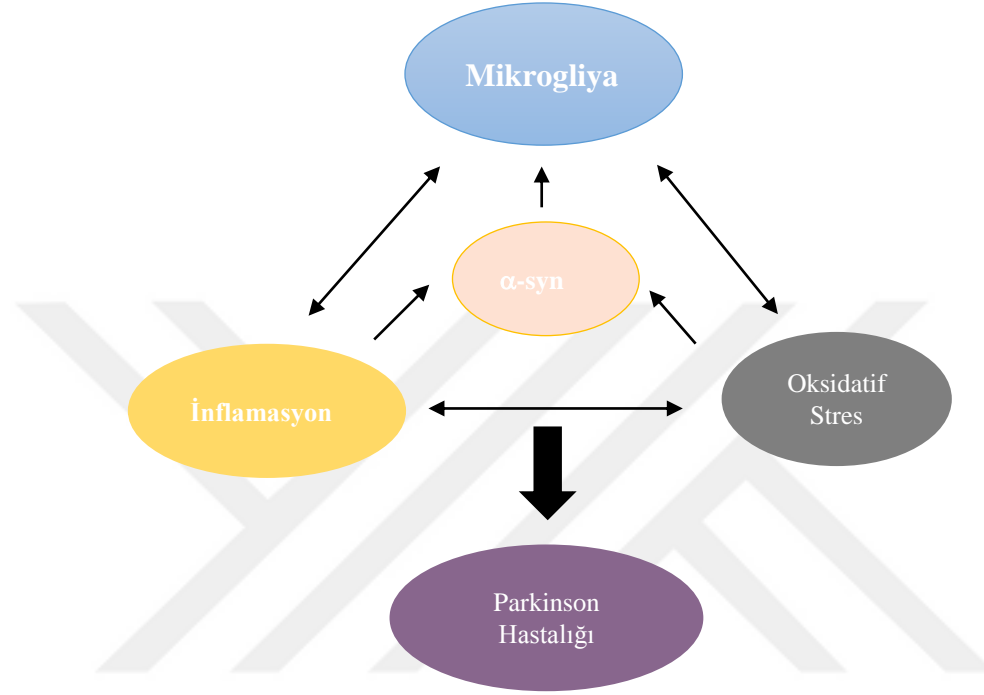 Mikrogliya
α-syn
İnflamasyon
Oksidatif
Stres
Parkinson
Hastalığı